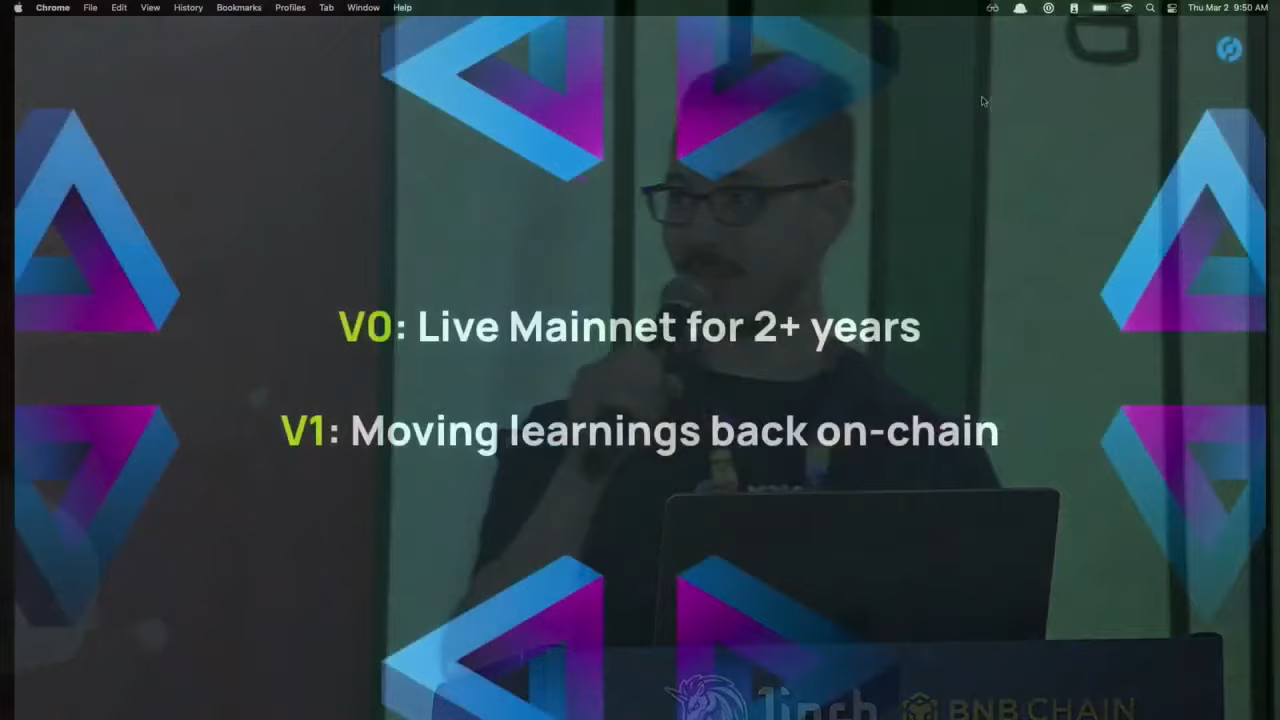 Chrome File Edit View History Bookmarks Profiles Tab Window Help Thu Mar 2 9:50 AM
V0: Live Mainnet for 2+ years
V1: Moving learnings back on-chain
1inch BNB CHAIN